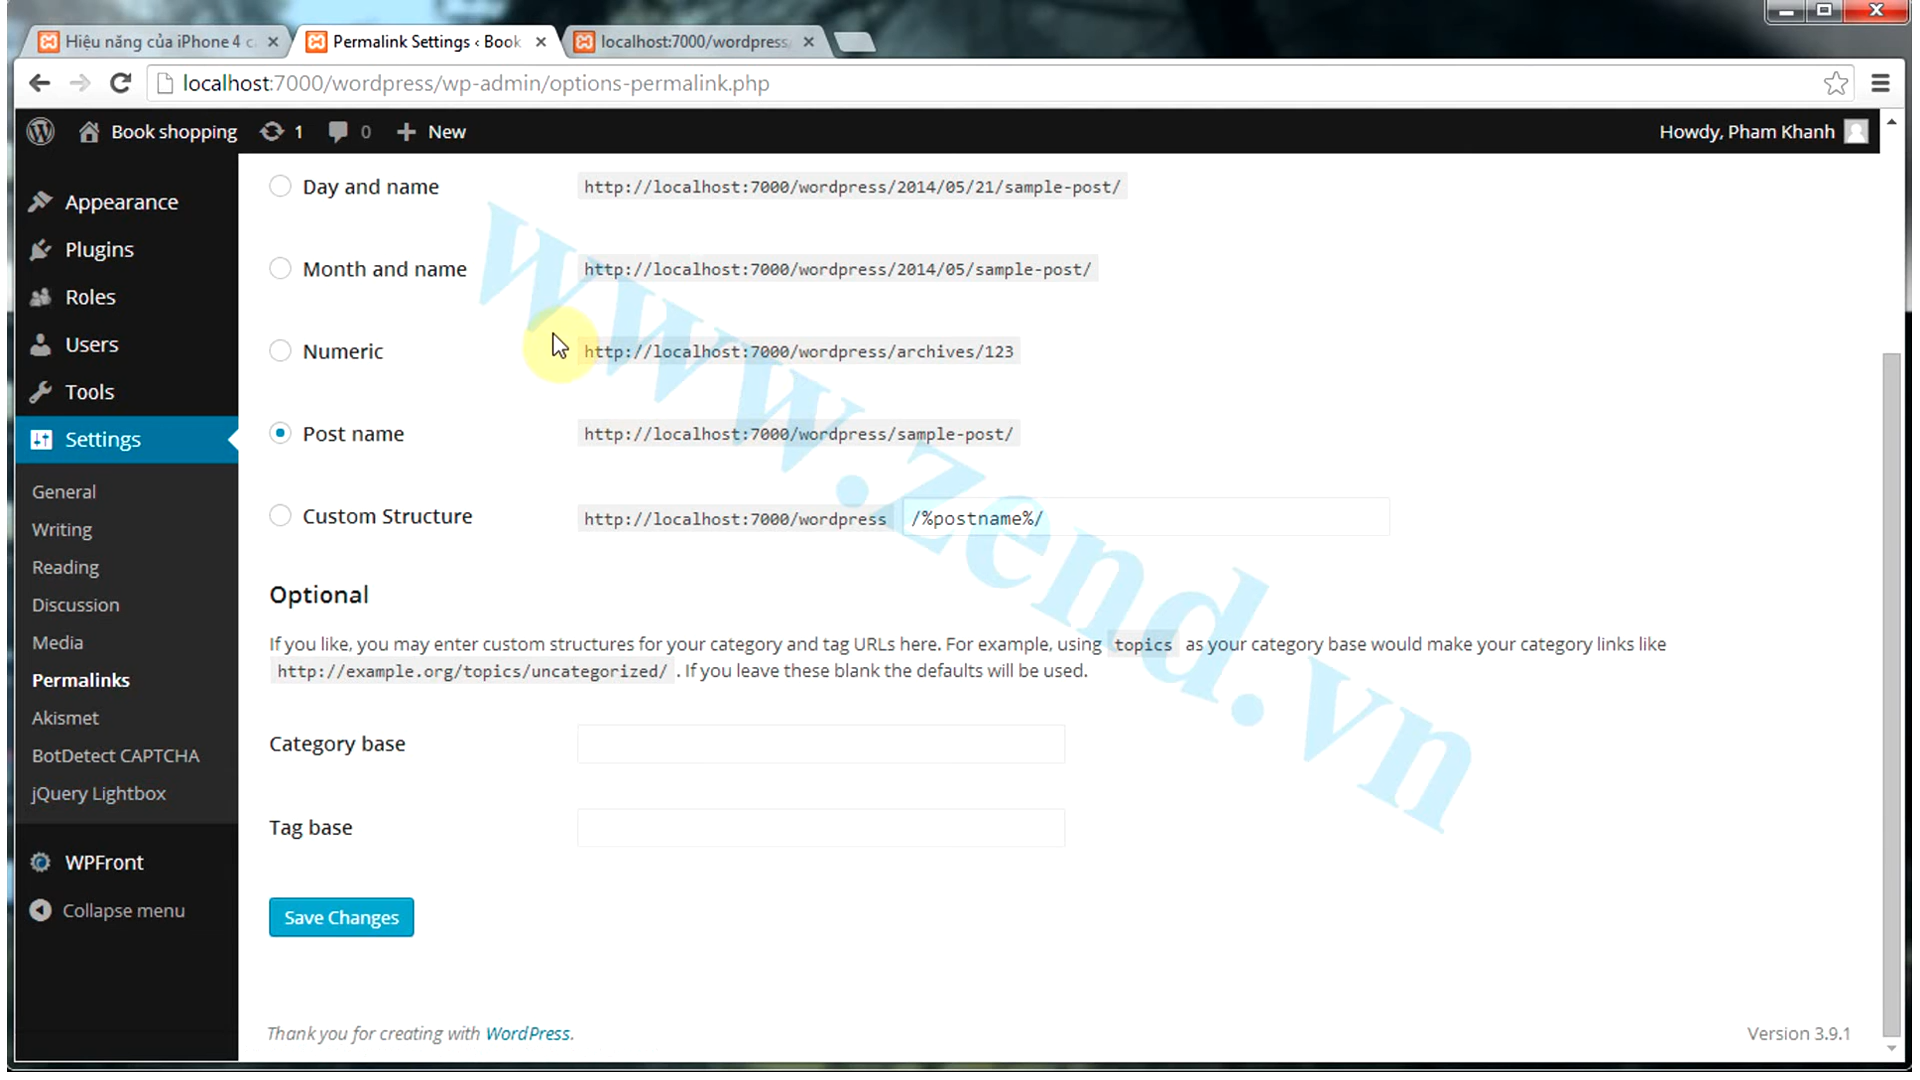 Hiệu năng của iPhone 4 c
Permalink Settings ‹ Book
localhost:7000/wordpress/
localhost:7000/wordpress/wp-admin/options-permalink.php
Book shopping
1
0
New
Howdy, Pham Khanh
Appearance
Plugins
Roles
Users
Tools
Settings
General
Writing
Reading
Discussion
Media
Permalinks
Akismet
BotDetect CAPTCHA
jQuery Lightbox
WPFront
Collapse menu
Day and name
http://localhost:7000/wordpress/2014/05/21/sample-post/
Month and name
http://localhost:7000/wordpress/2014/05/sample-post/
Numeric
http://localhost:7000/wordpress/archives/123
Post name
http://localhost:7000/wordpress/sample-post/
Custom Structure
http://localhost:7000/wordpress /%postname%/
Optional
If you like, you may enter custom structures for your category and tag URLs here. For example, using topics as your category base would make your category links like
http://example.org/topics/uncategorized/ . If you leave these blank the defaults will be used.
Category base
Tag base
Save Changes
Thank you for creating with WordPress.
Version 3.9.1
www.zend.vn